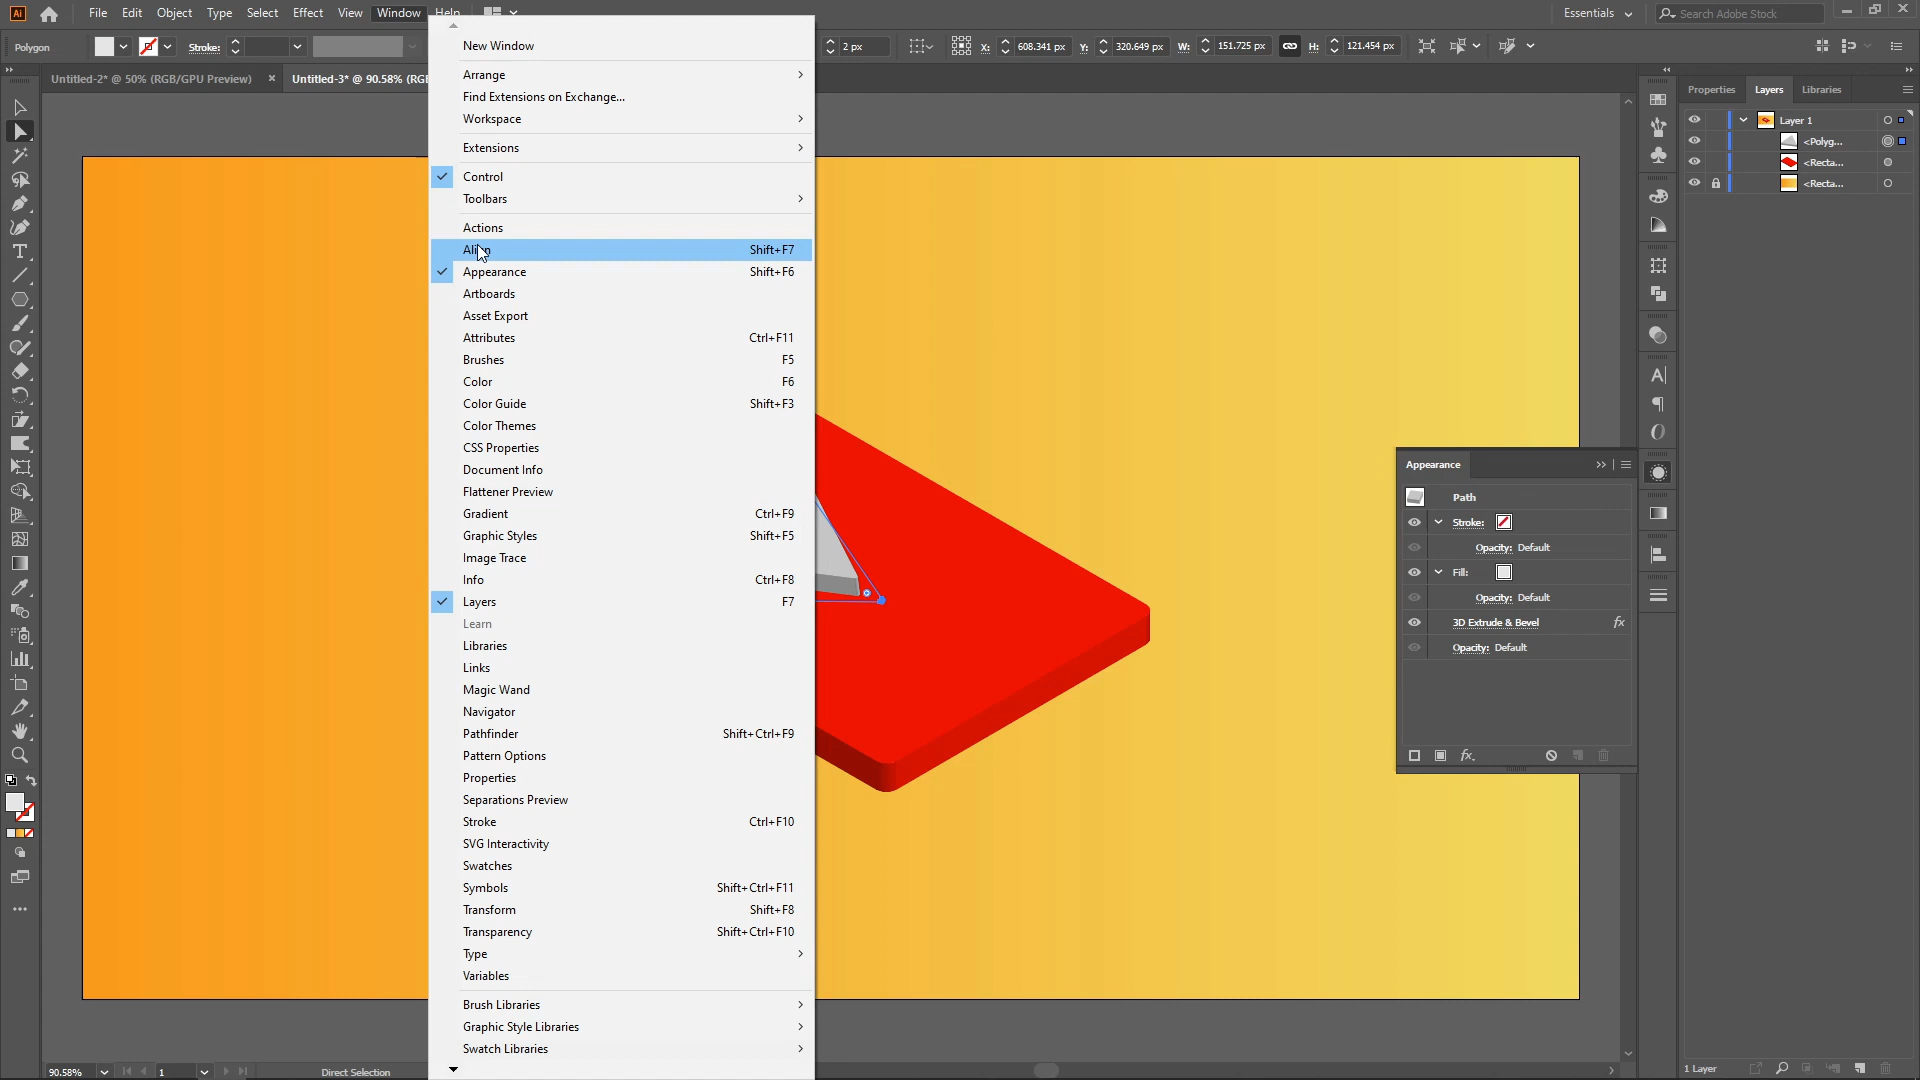 Ai
File
Edit
Object
Type
Select
Effect
View
Window
Help
Essentials
Search Adobe Stock
Polygon
Stroke:
2 px
X:
608.341 px
Y:
320.649 px
W:
151.725 px
H:
121.454 px
Untitled-2* @ 50% (RGB/GPU Preview)
Untitled-3* @ 90.58%
New Window
Arrange
Find Extensions on Exchange...
Workspace
Extensions
Control
Toolbars
Actions
Align Shift+F7
Appearance Shift+F6
Artboards
Asset Export
Attributes Ctrl+F11
Brushes F5
Color F6
Color Guide Shift+F3
Color Themes
CSS Properties
Document Info
Flattener Preview
Gradient Ctrl+F9
Graphic Styles Shift+F5
Image Trace
Info Ctrl+F8
Layers F7
Learn
Libraries
Links
Magic Wand
Navigator
Pathfinder Shift+Ctrl+F9
Pattern Options
Properties
Separations Preview
Stroke Ctrl+F10
SVG Interactivity
Swatches
Symbols Shift+Ctrl+F11
Transform Shift+F8
Transparency Shift+Ctrl+F10
Type
Variables
Brush Libraries
Graphic Style Libraries
Swatch Libraries
Properties
Layers
Libraries
Layer 1
<Polyg...
<Recta...
<Recta...
Appearance
Path
Stroke:
Opacity: Default
Fill:
Opacity: Default
3D Extrude & Bevel fx
Opacity: Default
fx
90.58%
1
Direct Selection
1 Layer